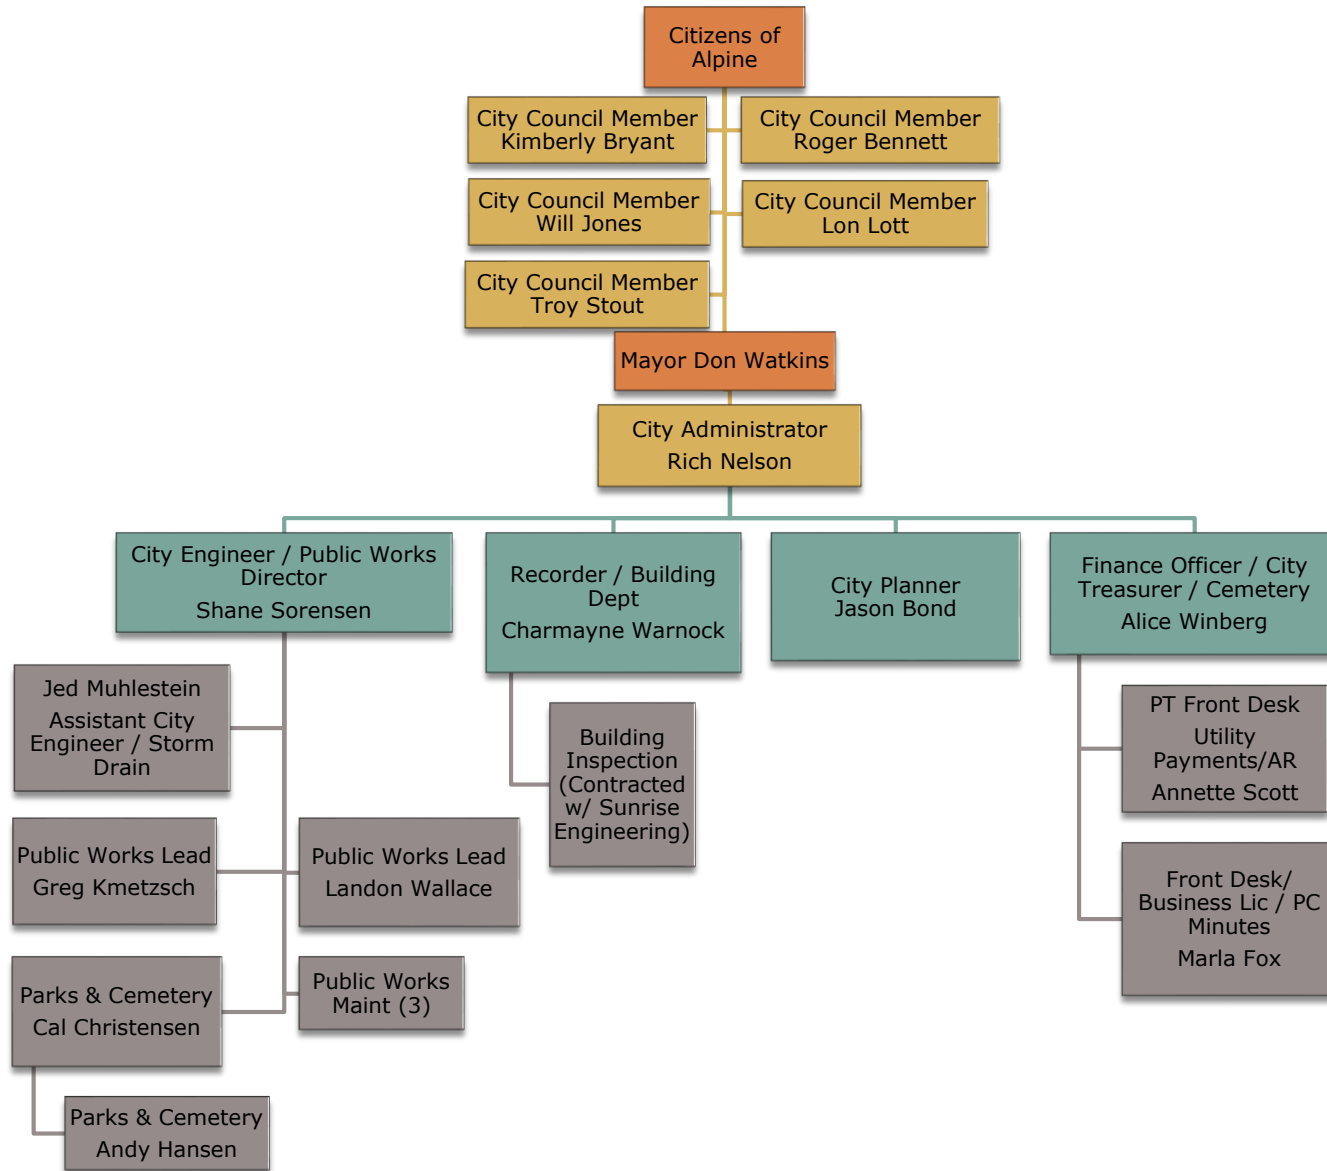 Citizens of
Alpine
City Council Member
Kimberly Bryant
City Council Member
Roger Bennett
City Council Member
Will Jones
City Council Member
Lon Lott
City Council Member
Troy Stout
Mayor Don Watkins
City Administrator
Rich Nelson
City Engineer / Public Works
Director
Shane Sorensen
Recorder / Building
Dept
Charmayne Warnock
City Planner
Jason Bond
Finance Officer / City
Treasurer / Cemetery
Alice Winberg
Jed Muhlestein
Assistant City
Engineer / Storm
Drain
Public Works Lead
Greg Kmetzsch
Public Works Lead
Landon Wallace
Parks & Cemetery
Cal Christensen
Public Works
Maint (3)
Parks & Cemetery
Andy Hansen
Building
Inspection
(Contracted
w/ Sunrise
Engineering)
PT Front Desk
Utility
Payments/AR
Annette Scott
Front Desk/
Business Lic / PC
Minutes
Marla Fox